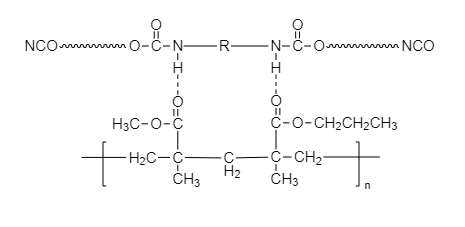 O O
NCO O-C-N R N-C-O NCO
H H
O O
H₃C-O-C C-O-CH₂CH₂CH₃
H₂C-C C C-CH₂
H₂
CH₃ CH₃
n